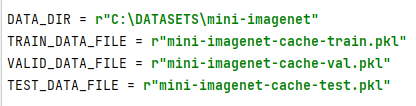 DATA_DIR = r"C:\DATASETS\mini-imagenet"
TRAIN_DATA_FILE = r"mini-imagenet-cache-train.pkl"
VALID_DATA_FILE = r"mini-imagenet-cache-val.pkl"
TEST_DATA_FILE = r"mini-imagenet-cache-test.pkl"